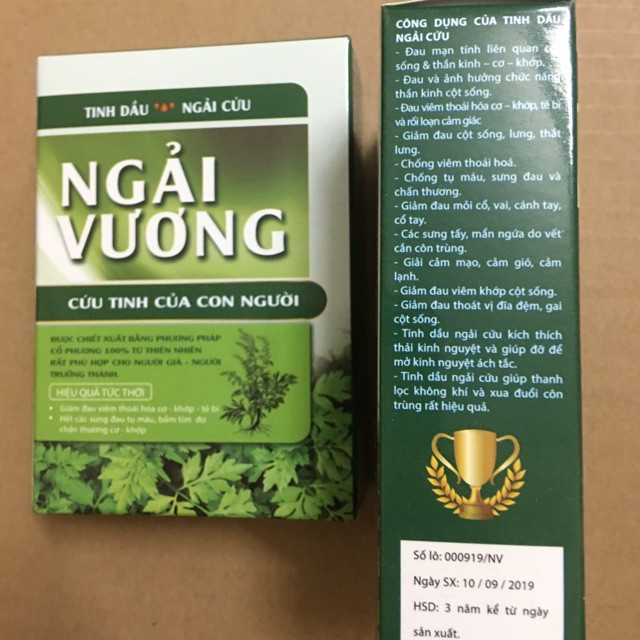 TINH DẦU NGẢI CỨU
NGẢI
VƯƠNG
CỨU TINH CỦA CON NGƯỜI
ĐƯỢC CHIẾT XUẤT BẰNG PHƯƠNG PHÁP
CỔ PHƯƠNG 100% TỪ THIÊN NHIÊN
RẤT PHÙ HỢP CHO NGƯỜI GIÀ - NGƯỜI
TRƯỞNG THÀNH.
HIỆU QUẢ TỨC THỜI
• Giảm đau viêm thoái hóa cơ - khớp - tê bì
• Hết các sưng đau tụ máu, bầm tím do
chấn thương cơ - khớp
CÔNG DỤNG CỦA TINH DẦU
NGẢI CỨU
- Đau mạn tính liên quan
sống & thần kinh – cơ – khớp.
- Đau và ảnh hưởng chức năng
thần kinh cột sống.
- Đau viêm thoái hóa cơ – khớp, tê bì
và rối loạn cảm giác
- Giảm đau cột sống, lưng, thắt
lưng.
- Chống viêm thoái hoá.
- Chống tụ máu, sưng đau và
chấn thương.
- Giảm đau mỏi cổ, vai, cánh tay,
cổ tay.
- Các sưng tấy, mẩn ngứa do vết
cắn côn trùng.
- Giải cảm mạo, cảm gió, cảm
lạnh.
- Giảm đau viêm khớp cột sống.
- Giảm đau thoát vị đĩa đệm, gai
cột sống.
- Tinh dầu ngải cứu kích thích
thải kinh nguyệt và giúp đỡ để
mở kinh nguyệt ách tắc.
- Tinh dầu ngải cứu giúp thanh
lọc không khí và xua đuổi côn
trùng rất hiệu quả.
Số lô: 000919/NV
Ngày SX: 10 / 09 / 2019
HSD: 3 năm kể từ ngày
sản xuất.